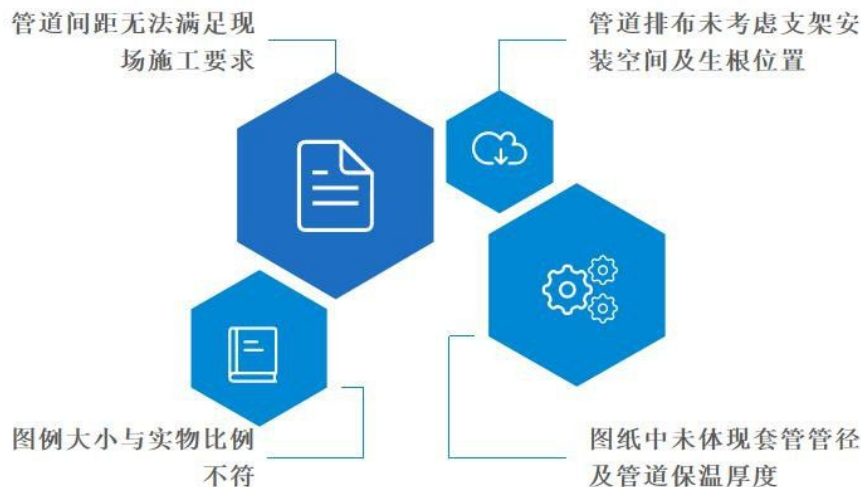 管道间距无法满足现
场施工要求
管道排布未考虑支架安
装空间及生根位置
图例大小与实物比例
不符
图纸中未体现套管管径
及管道保温厚度